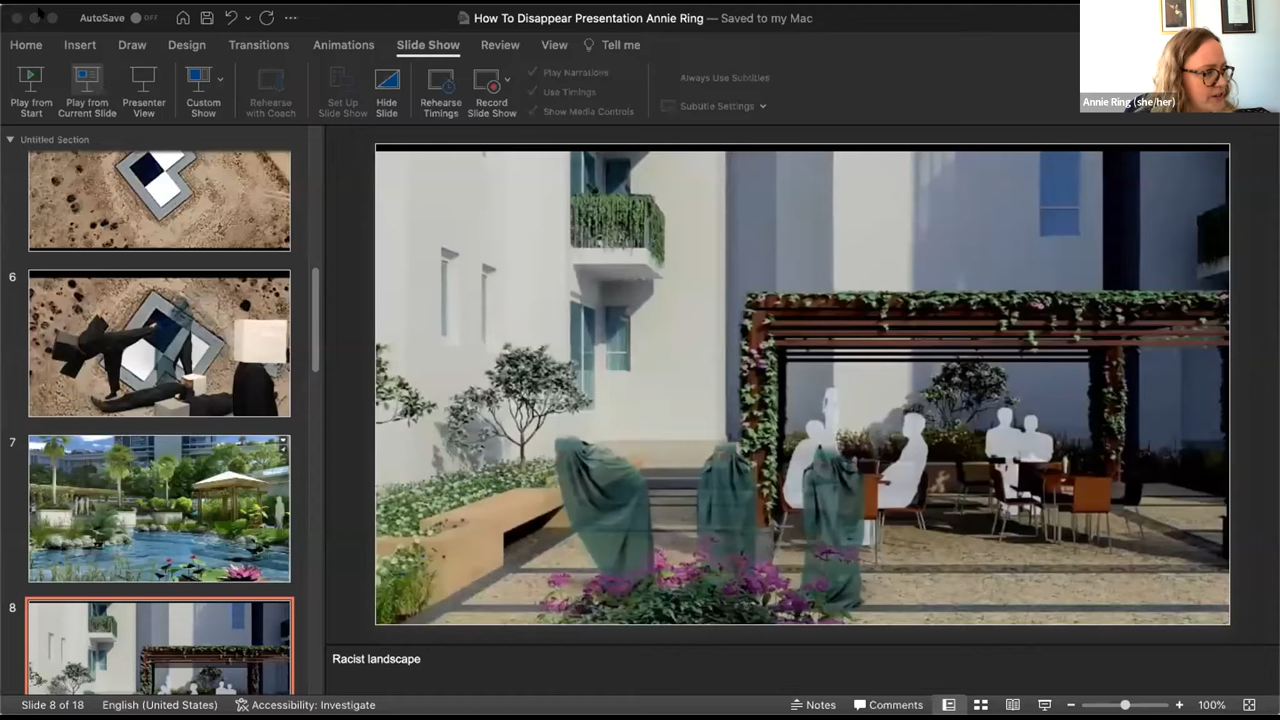 AutoSave OFF
How To Disappear Presentation Annie Ring — Saved to my Mac
Home Insert Draw Design Transitions Animations Slide Show Review View Tell me
Play from Start
Play from Current Slide
Presenter View
Custom Show
Rehearse with Coach
Set Up Slide Show
Hide Slide
Rehearse Timings
Record Slide Show
Play Narrations
Use Timings
Show Media Controls
Always Use Subtitles
Subtitle Settings
Annie Ring (she/her)
Untitled Section
6
7
8
Racist landscape
Slide 8 of 18 English (United States) Accessibility: Investigate Notes Comments 100%